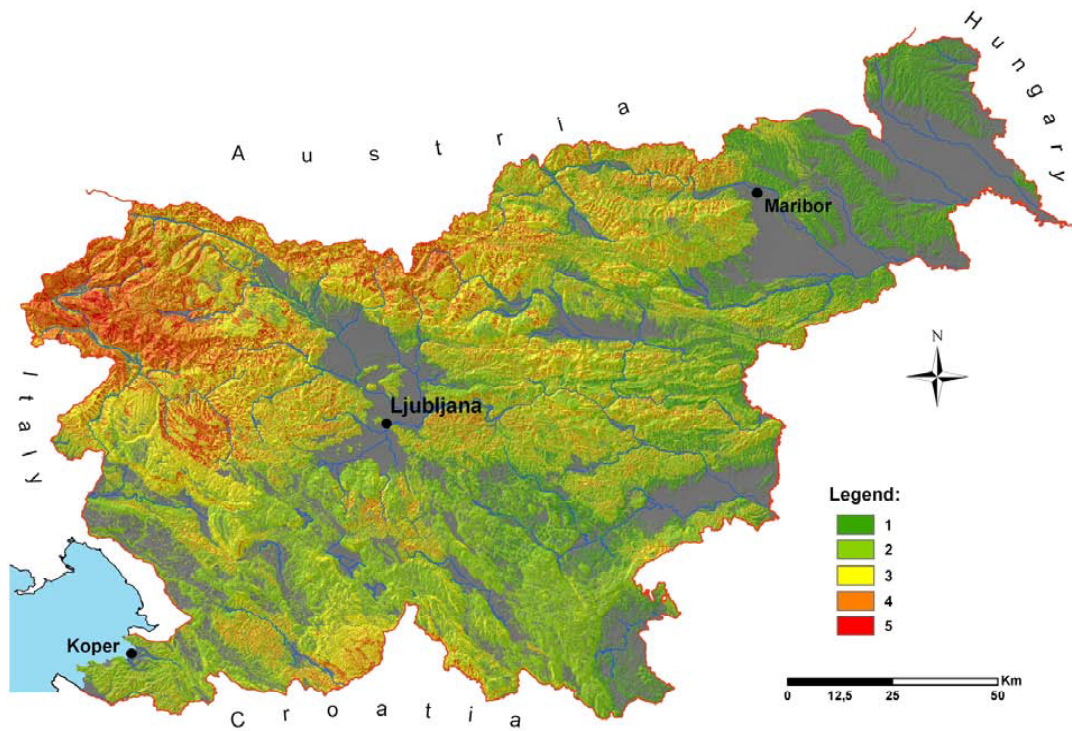 Hungary
Austria
Maribor
N
Italy
Ljubljana
Legend:
1
2
3
4
5
Koper
Km
0 12,5 25 50
Croatia